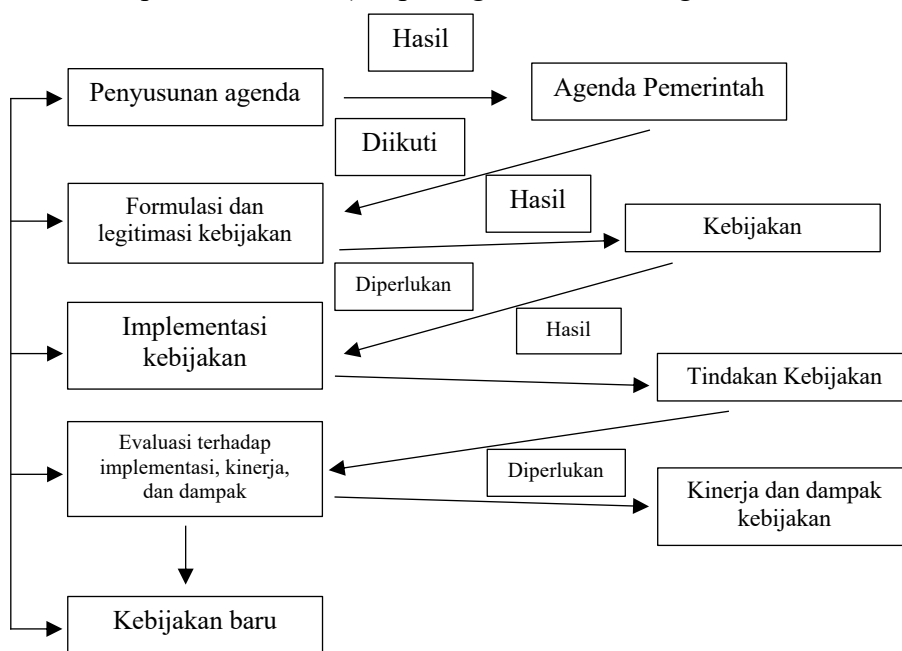 Hasil
Penyusunan agenda
Agenda Pemerintah
Diikuti
Formulasi dan
legitimasi kebijakan
Hasil
Kebijakan
Diperlukan
Implementasi
kebijakan
Hasil
Tindakan Kebijakan
Evaluasi terhadap
implementasi, kinerja,
dan dampak
Diperlukan
Kinerja dan dampak
kebijakan
Kebijakan baru